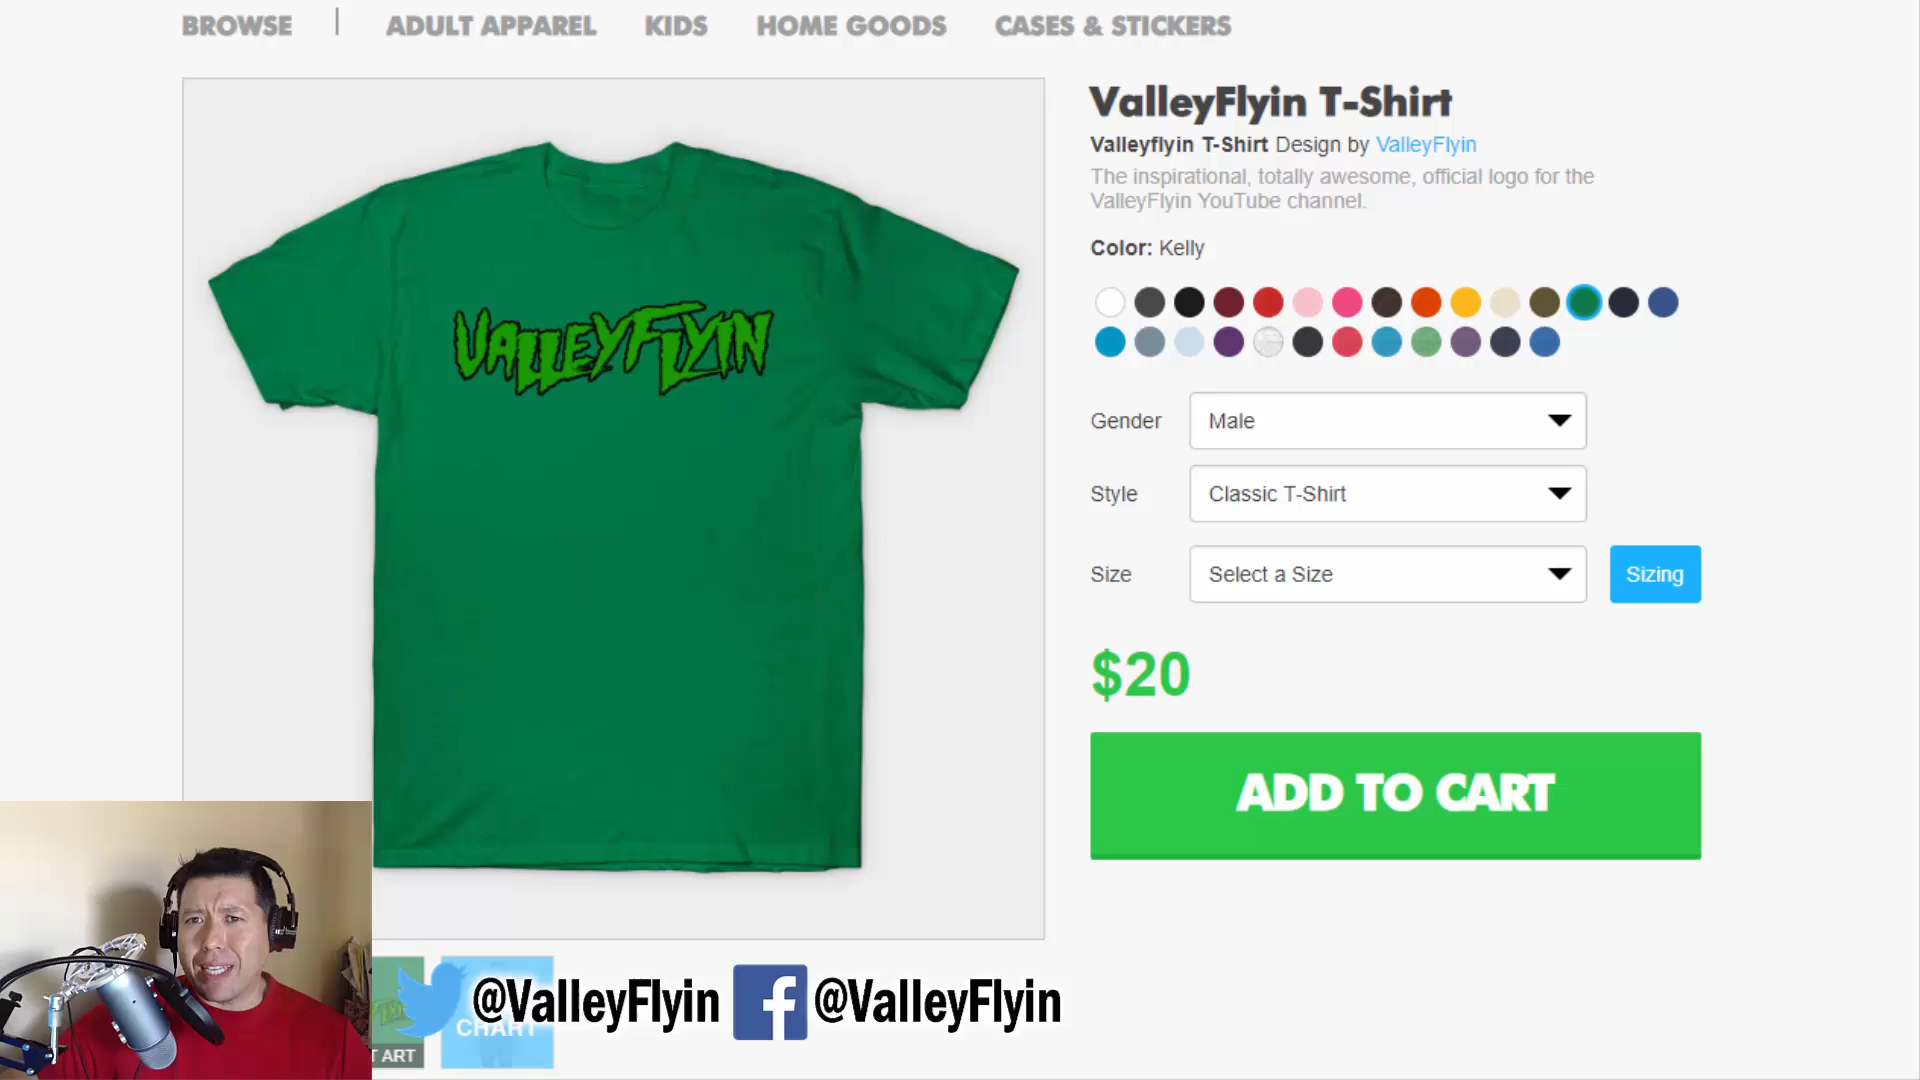 BROWSE | ADULT APPAREL KIDS HOME GOODS CASES & STICKERS
ValleyFlyin T-Shirt
Valleyflyin T-Shirt Design by ValleyFlyin
The inspirational, totally awesome, official logo for the
ValleyFlyin YouTube channel.
Color: Kelly
VALLEYFLYIN
Gender Male
Style Classic T-Shirt
Size Select a Size Sizing
$20
ADD TO CART
@ValleyFlyin f @ValleyFlyin
CHART
ART